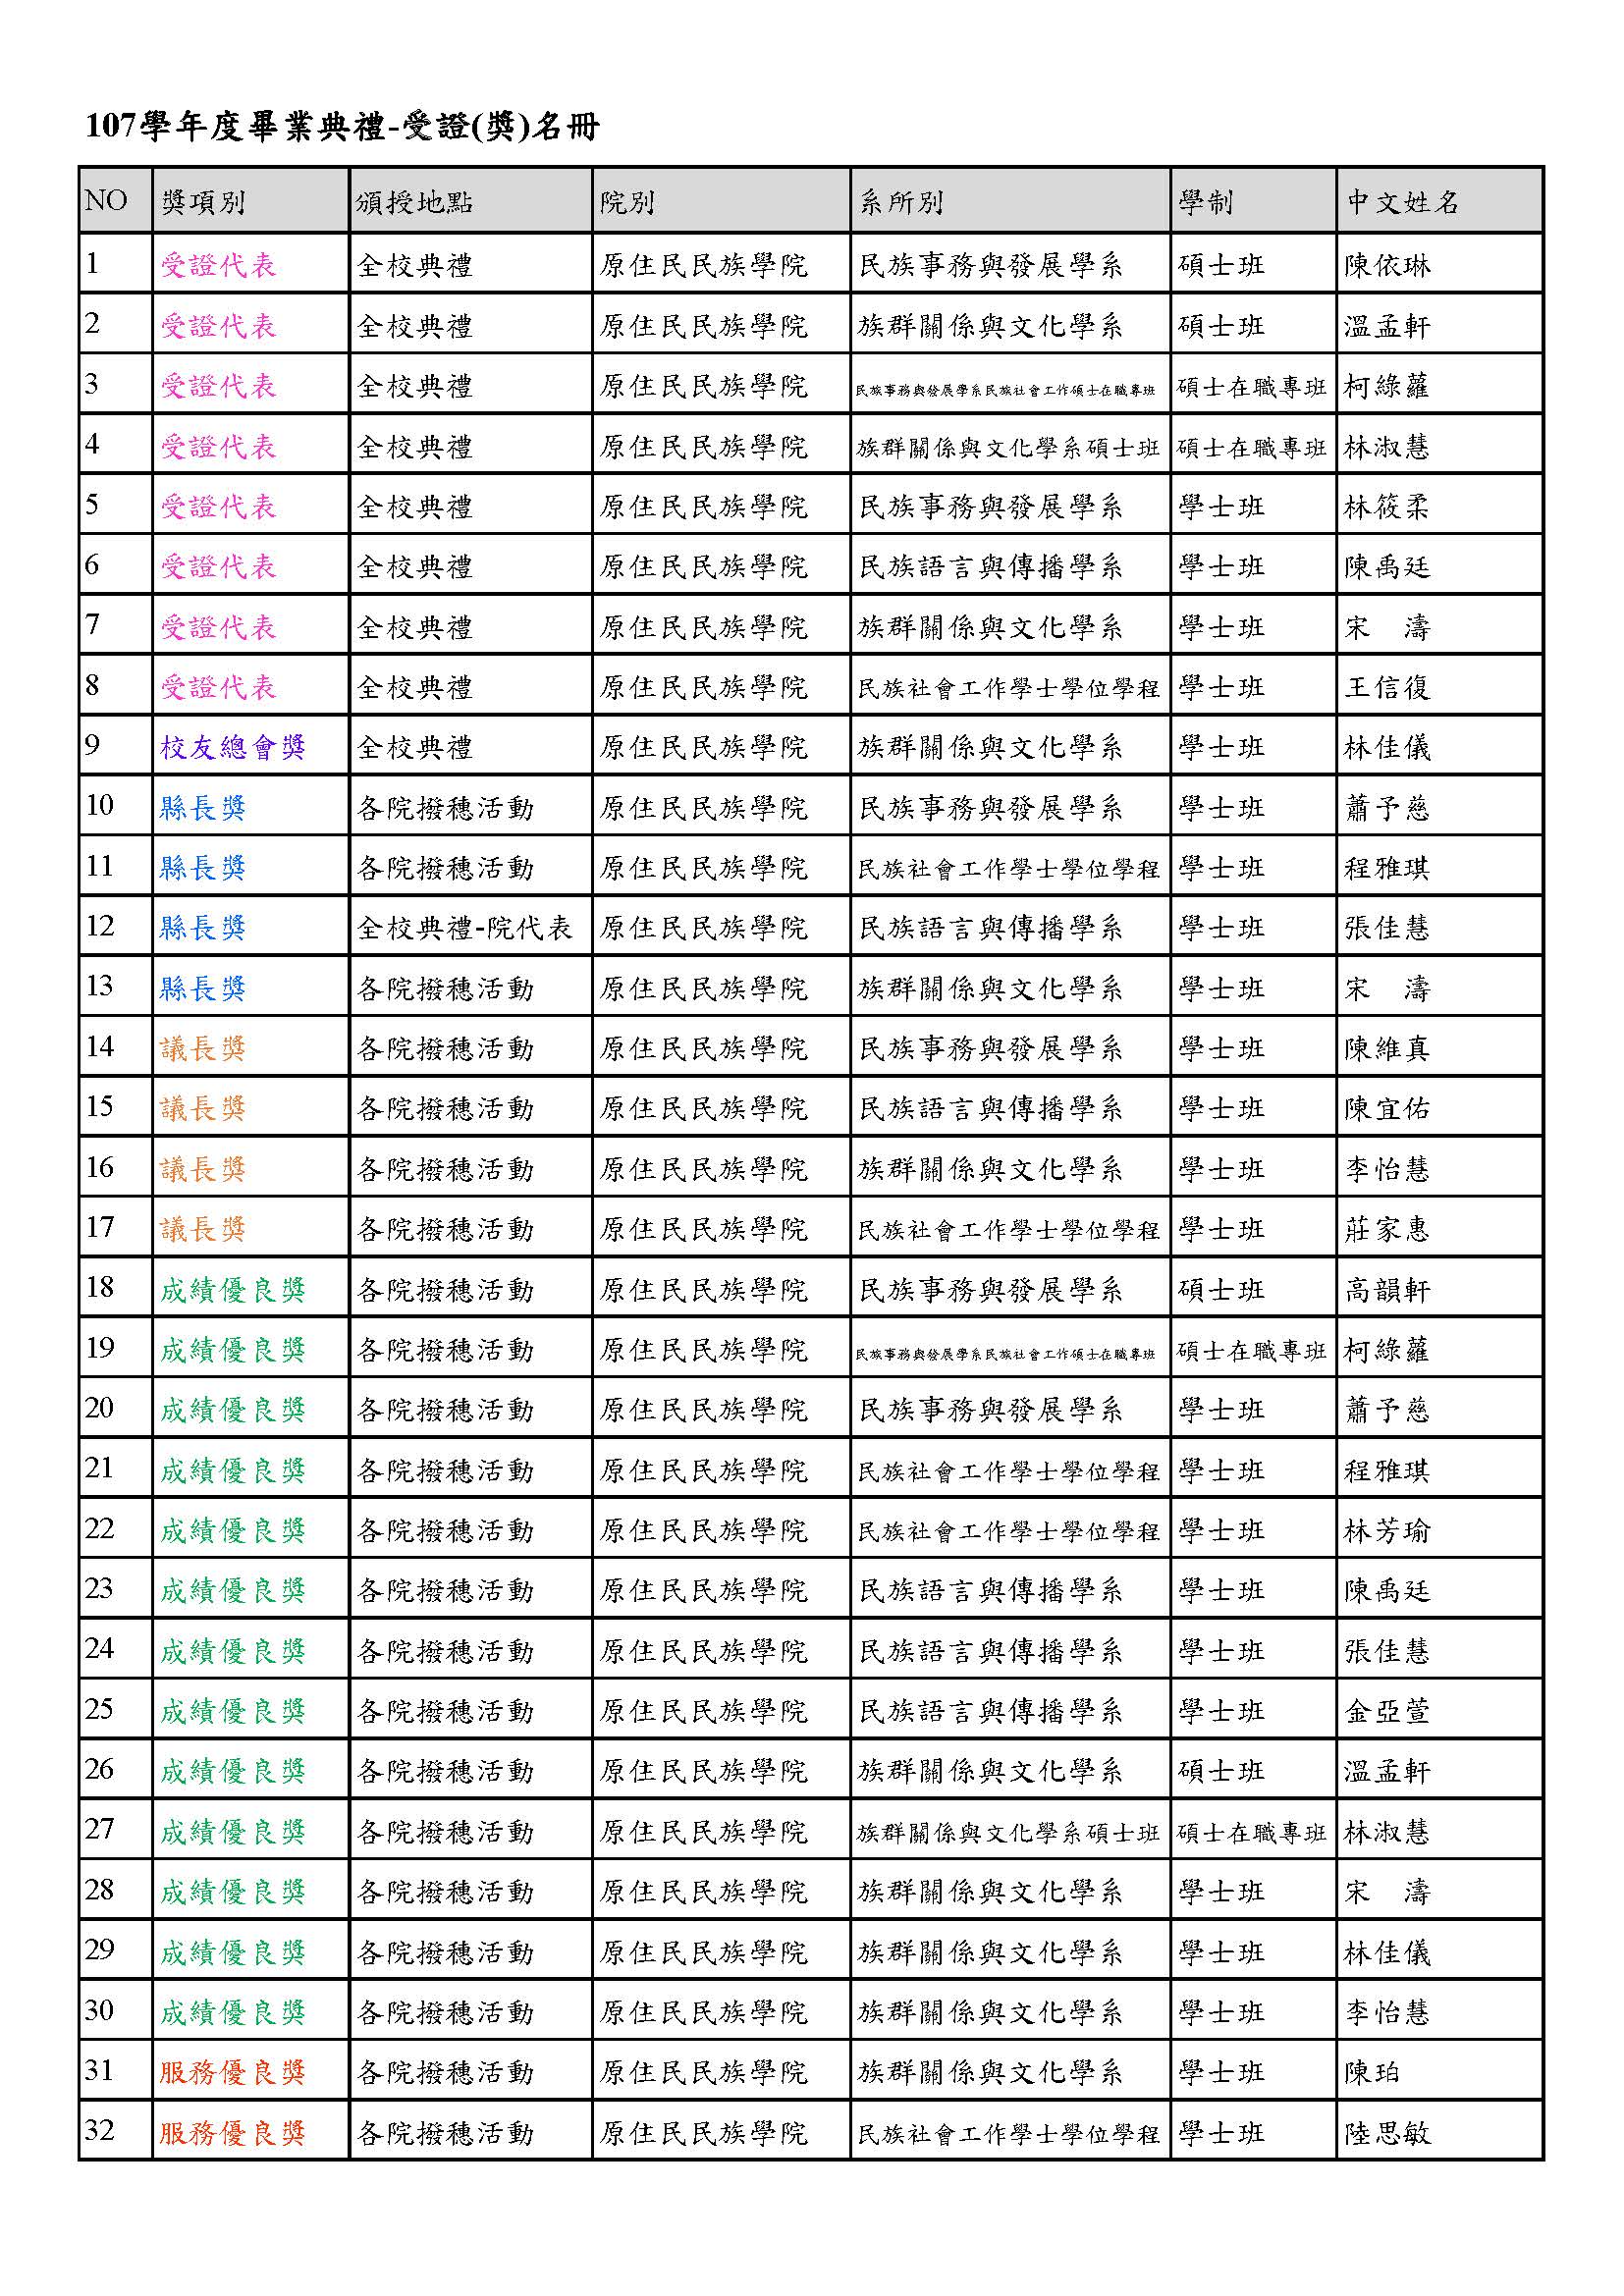 107學年度畢業典禮-受證(獎)名冊
NO 獎項別 頒授地點 院別 系所別 學制 中文姓名
1 受證代表 全校典禮 原住民民族學院 民族事務與發展學系 碩士班 陳依琳
2 受證代表 全校典禮 原住民民族學院 族群關係與文化學系 碩士班 溫孟軒
3 受證代表 全校典禮 原住民民族學院 民族事務與發展學系民族社會工作碩士在職專班 碩士在職專班 柯綠蘿
4 受證代表 全校典禮 原住民民族學院 族群關係與文化學系碩士班 碩士在職專班 林淑慧
5 受證代表 全校典禮 原住民民族學院 民族事務與發展學系 學士班 林筱柔
6 受證代表 全校典禮 原住民民族學院 民族語言與傳播學系 學士班 陳禹廷
7 受證代表 全校典禮 原住民民族學院 族群關係與文化學系 學士班 宋　濤
8 受證代表 全校典禮 原住民民族學院 民族社會工作學士學位學程 學士班 王信復
9 校友總會獎 全校典禮 原住民民族學院 族群關係與文化學系 學士班 林佳儀
10 縣長獎 各院撥穗活動 原住民民族學院 民族事務與發展學系 學士班 蕭予慈
11 縣長獎 各院撥穗活動 原住民民族學院 民族社會工作學士學位學程 學士班 程雅琪
12 縣長獎 全校典禮-院代表 原住民民族學院 民族語言與傳播學系 學士班 張佳慧
13 縣長獎 各院撥穗活動 原住民民族學院 族群關係與文化學系 學士班 宋　濤
14 議長獎 各院撥穗活動 原住民民族學院 民族事務與發展學系 學士班 陳維真
15 議長獎 各院撥穗活動 原住民民族學院 民族語言與傳播學系 學士班 陳宜佑
16 議長獎 各院撥穗活動 原住民民族學院 族群關係與文化學系 學士班 李怡慧
17 議長獎 各院撥穗活動 原住民民族學院 民族社會工作學士學位學程 學士班 莊家惠
18 成績優良獎 各院撥穗活動 原住民民族學院 民族事務與發展學系 碩士班 高韻軒
19 成績優良獎 各院撥穗活動 原住民民族學院 民族事務與發展學系民族社會工作碩士在職專班 碩士在職專班 柯綠蘿
20 成績優良獎 各院撥穗活動 原住民民族學院 民族事務與發展學系 學士班 蕭予慈
21 成績優良獎 各院撥穗活動 原住民民族學院 民族社會工作學士學位學程 學士班 程雅琪
22 成績優良獎 各院撥穗活動 原住民民族學院 民族社會工作學士學位學程 學士班 林芳瑜
23 成績優良獎 各院撥穗活動 原住民民族學院 民族語言與傳播學系 學士班 陳禹廷
24 成績優良獎 各院撥穗活動 原住民民族學院 民族語言與傳播學系 學士班 張佳慧
25 成績優良獎 各院撥穗活動 原住民民族學院 民族語言與傳播學系 學士班 金亞萱
26 成績優良獎 各院撥穗活動 原住民民族學院 族群關係與文化學系 碩士班 溫孟軒
27 成績優良獎 各院撥穗活動 原住民民族學院 族群關係與文化學系碩士班 碩士在職專班 林淑慧
28 成績優良獎 各院撥穗活動 原住民民族學院 族群關係與文化學系 學士班 宋　濤
29 成績優良獎 各院撥穗活動 原住民民族學院 族群關係與文化學系 學士班 林佳儀
30 成績優良獎 各院撥穗活動 原住民民族學院 族群關係與文化學系 學士班 李怡慧
31 服務優良獎 各院撥穗活動 原住民民族學院 族群關係與文化學系 學士班 陳珀
32 服務優良獎 各院撥穗活動 原住民民族學院 民族社會工作學士學位學程 學士班 陸思敏